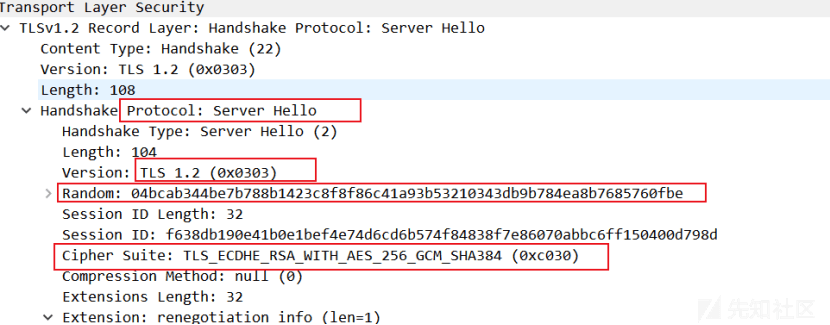 Transport Layer Security
TLSv1.2 Record Layer: Handshake Protocol: Server Hello
Content Type: Handshake (22)
Version: TLS 1.2 (0x0303)
Length: 108
Handshake Protocol: Server Hello
Handshake Type: Server Hello (2)
Length: 104
Version: TLS 1.2 (0x0303)
Random: 04bcab344be7b788b1423c8f8f86c41a93b53210343db9b784ea8b7685760fbe
Session ID Length: 32
Session ID: f638db190e41b0e1bef4e74d6cd6b574f84838f7e86070abbc6ff150400d798d
Cipher Suite: TLS_ECDHE_RSA_WITH_AES_256_GCM_SHA384 (0xc030)
Compression Method: null (0)
Extensions Length: 32
Extension: renegotiation_info (len=1)
先知社区